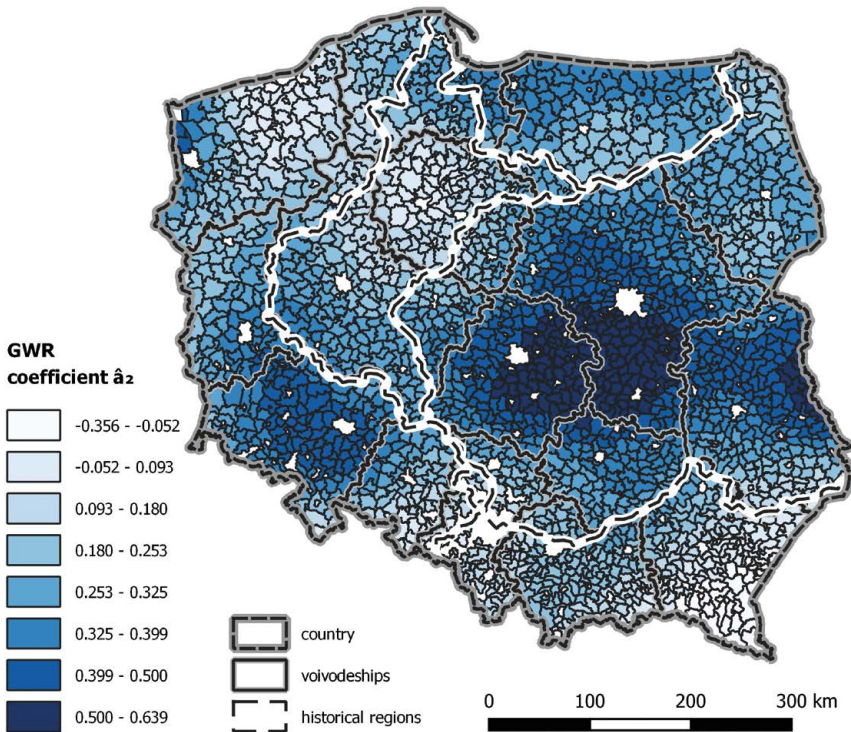 GWR
coefficient â₂
-0.356 - -0.052
-0.052 - 0.093
0.093 - 0.180
0.180 - 0.253
0.253 - 0.325
0.325 - 0.399
0.399 - 0.500
0.500 - 0.639
country
voivodeships
historical regions
0 100 200 300 km